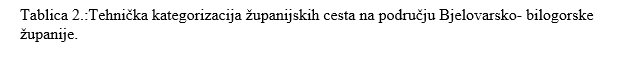 Tablica 2.:Tehnička kategorizacija županijskih cesta na području Bjelovarsko- bilogorske
županije.